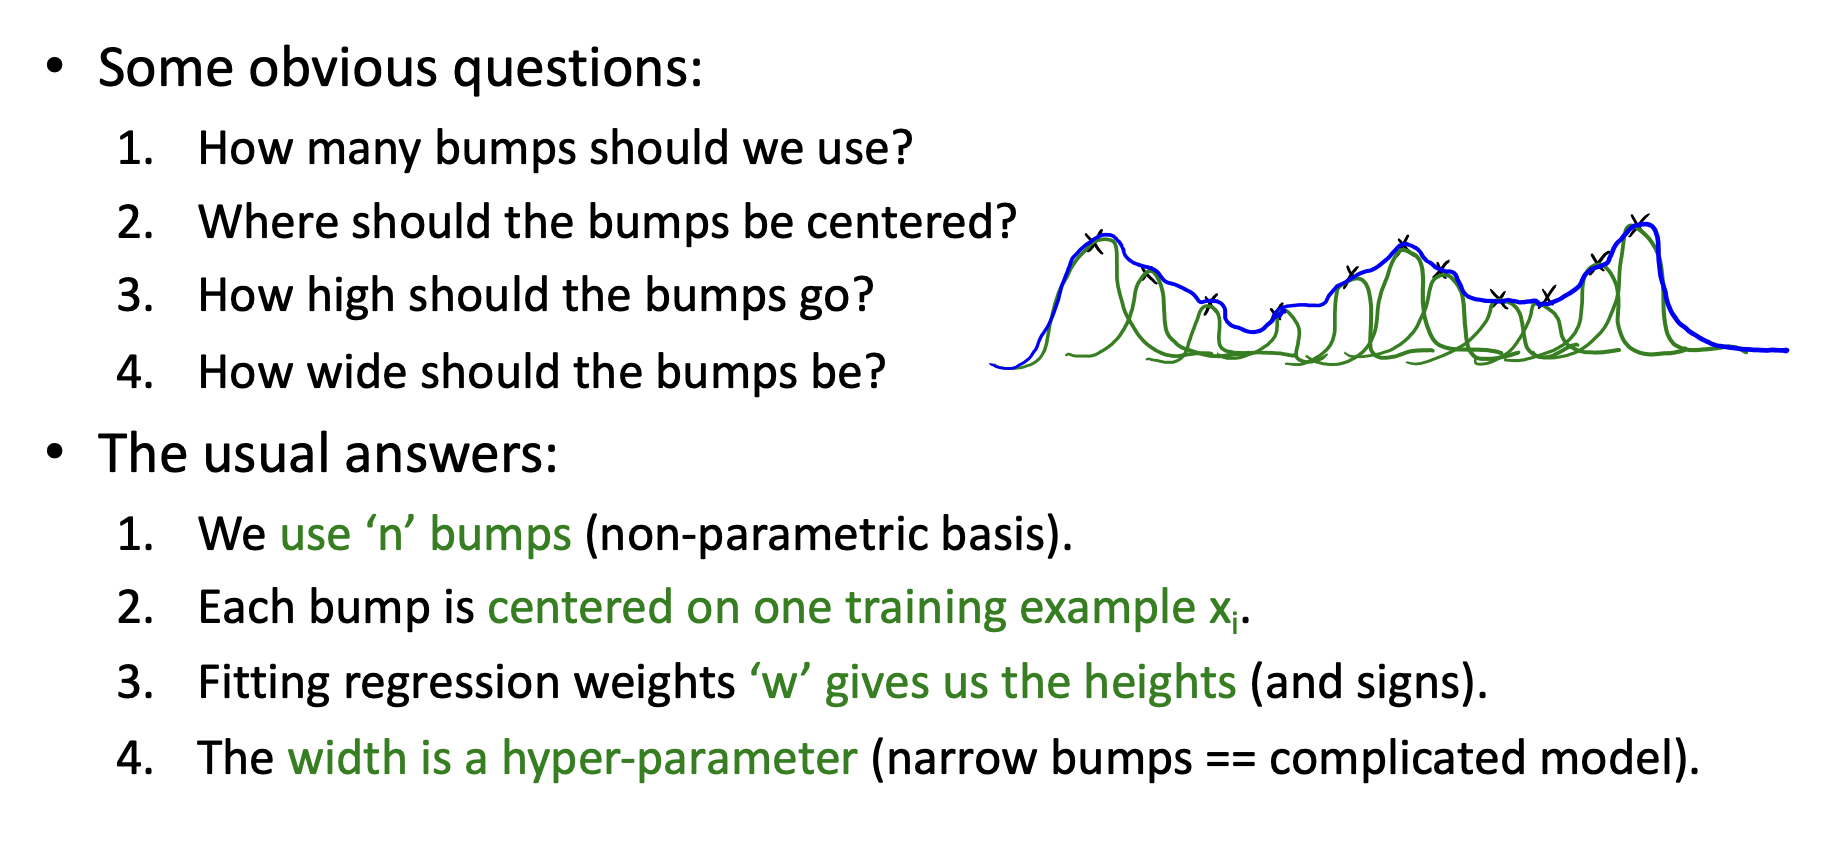 • Some obvious questions:
1. How many bumps should we use?
2. Where should the bumps be centered?
3. How high should the bumps go?
4. How wide should the bumps be?
• The usual answers:
1. We use ‘n’ bumps (non-parametric basis).
2. Each bump is centered on one training example xᵢ.
3. Fitting regression weights ‘w’ gives us the heights (and signs).
4. The width is a hyper-parameter (narrow bumps == complicated model).